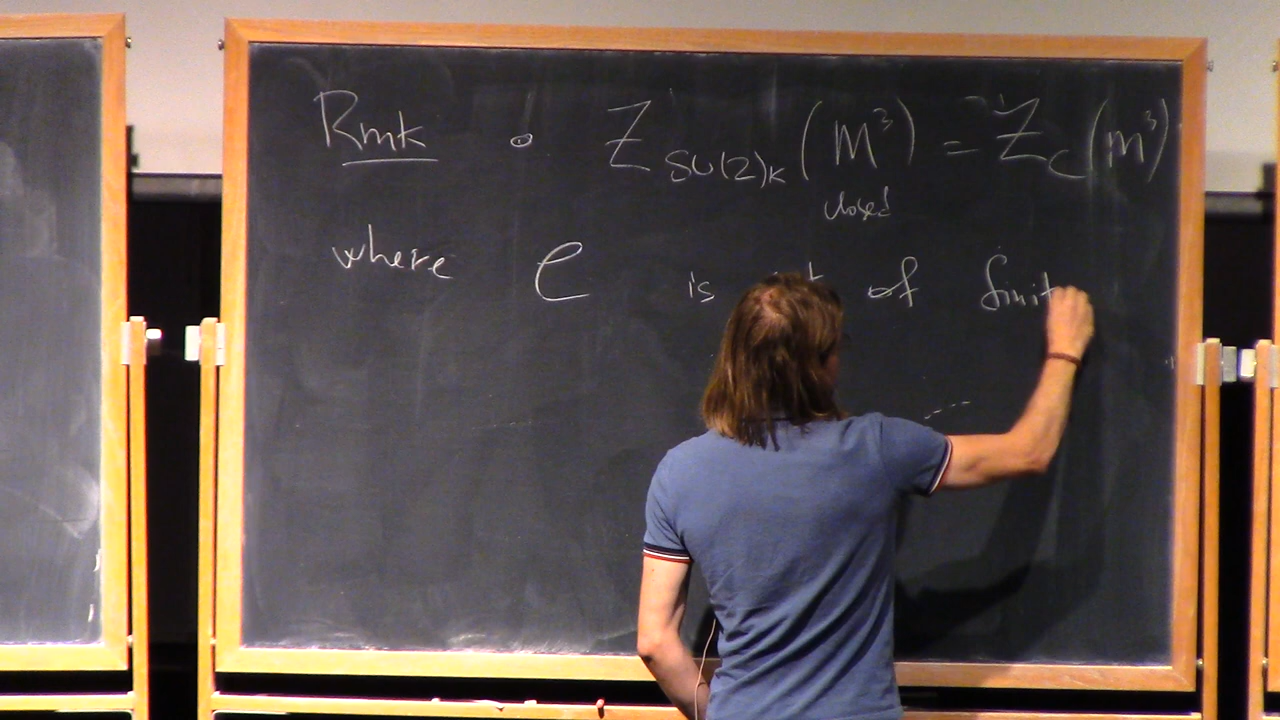 Rmk • Z_{SU(2)_K} (M³) = Z_C (M³)
closed
where C is of finit